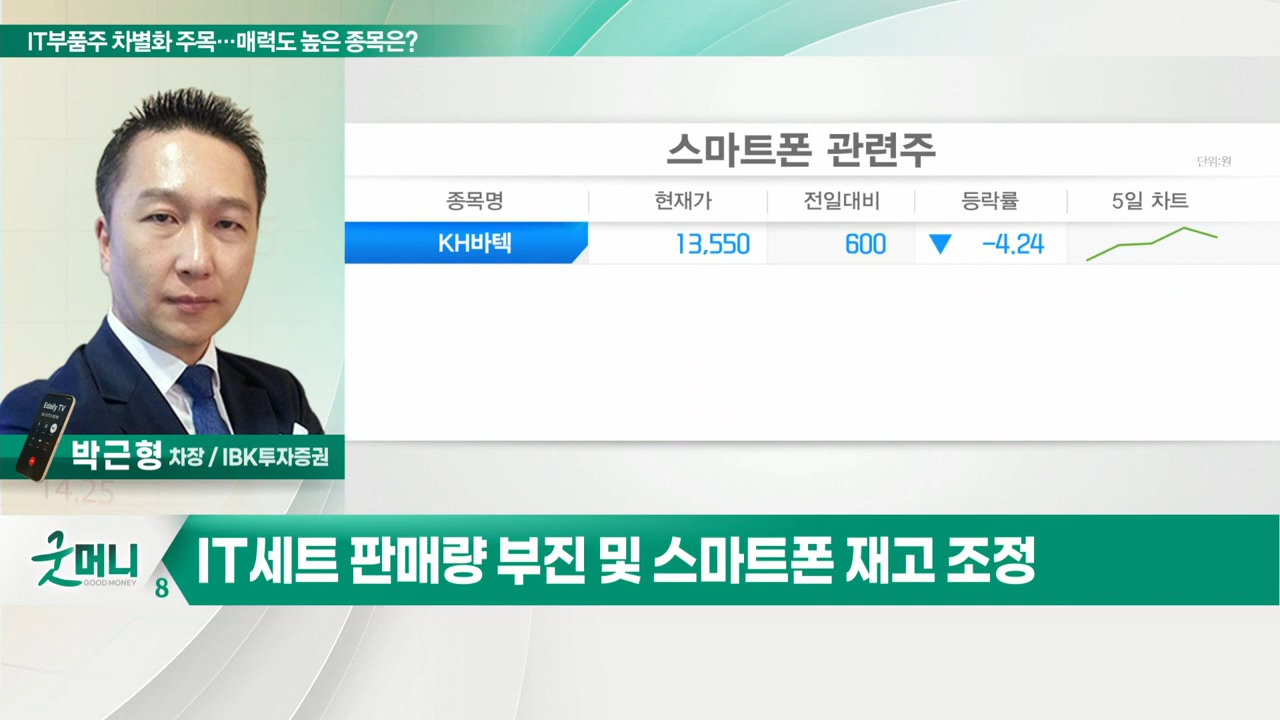 IT부품주 차별화 주목…매력도 높은 종목은?
스마트폰 관련주
단위:원
종목명 현재가 전일대비 등락률 5일 차트
KH바텍 13,550 600 ▼ -4.24
Edaily TV
박근형 차장 / IBK투자증권
14.25
굿머니
GOOD MONEY
8
IT세트 판매량 부진 및 스마트폰 재고 조정